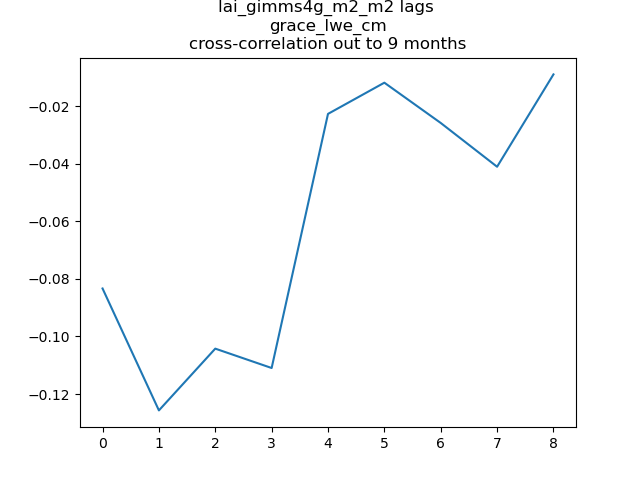 lai_gimms4g_m2_m2 lags
grace_lwe_cm
cross-correlation out to 9 months
−0.02
−0.04
−0.06
−0.08
−0.10
−0.12
0 1 2 3 4 5 6 7 8